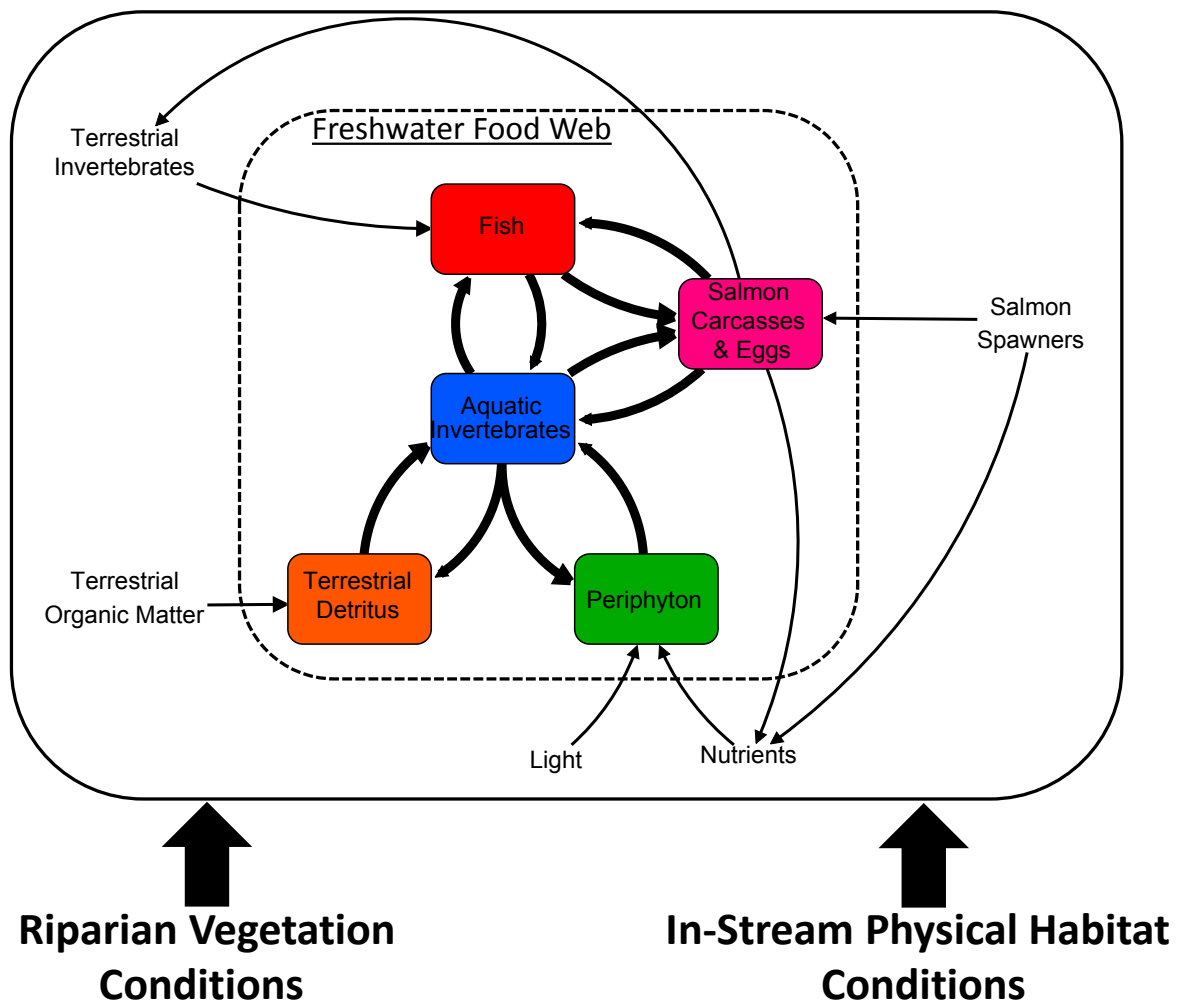 Freshwater Food Web
Terrestrial
Invertebrates
Fish
Salmon
Carcasses
& Eggs
Salmon
Spawners
Aquatic
Invertebrates
Terrestrial
Organic Matter
Terrestrial
Detritus
Periphyton
Light
Nutrients
Riparian Vegetation
Conditions
In-Stream Physical Habitat
Conditions